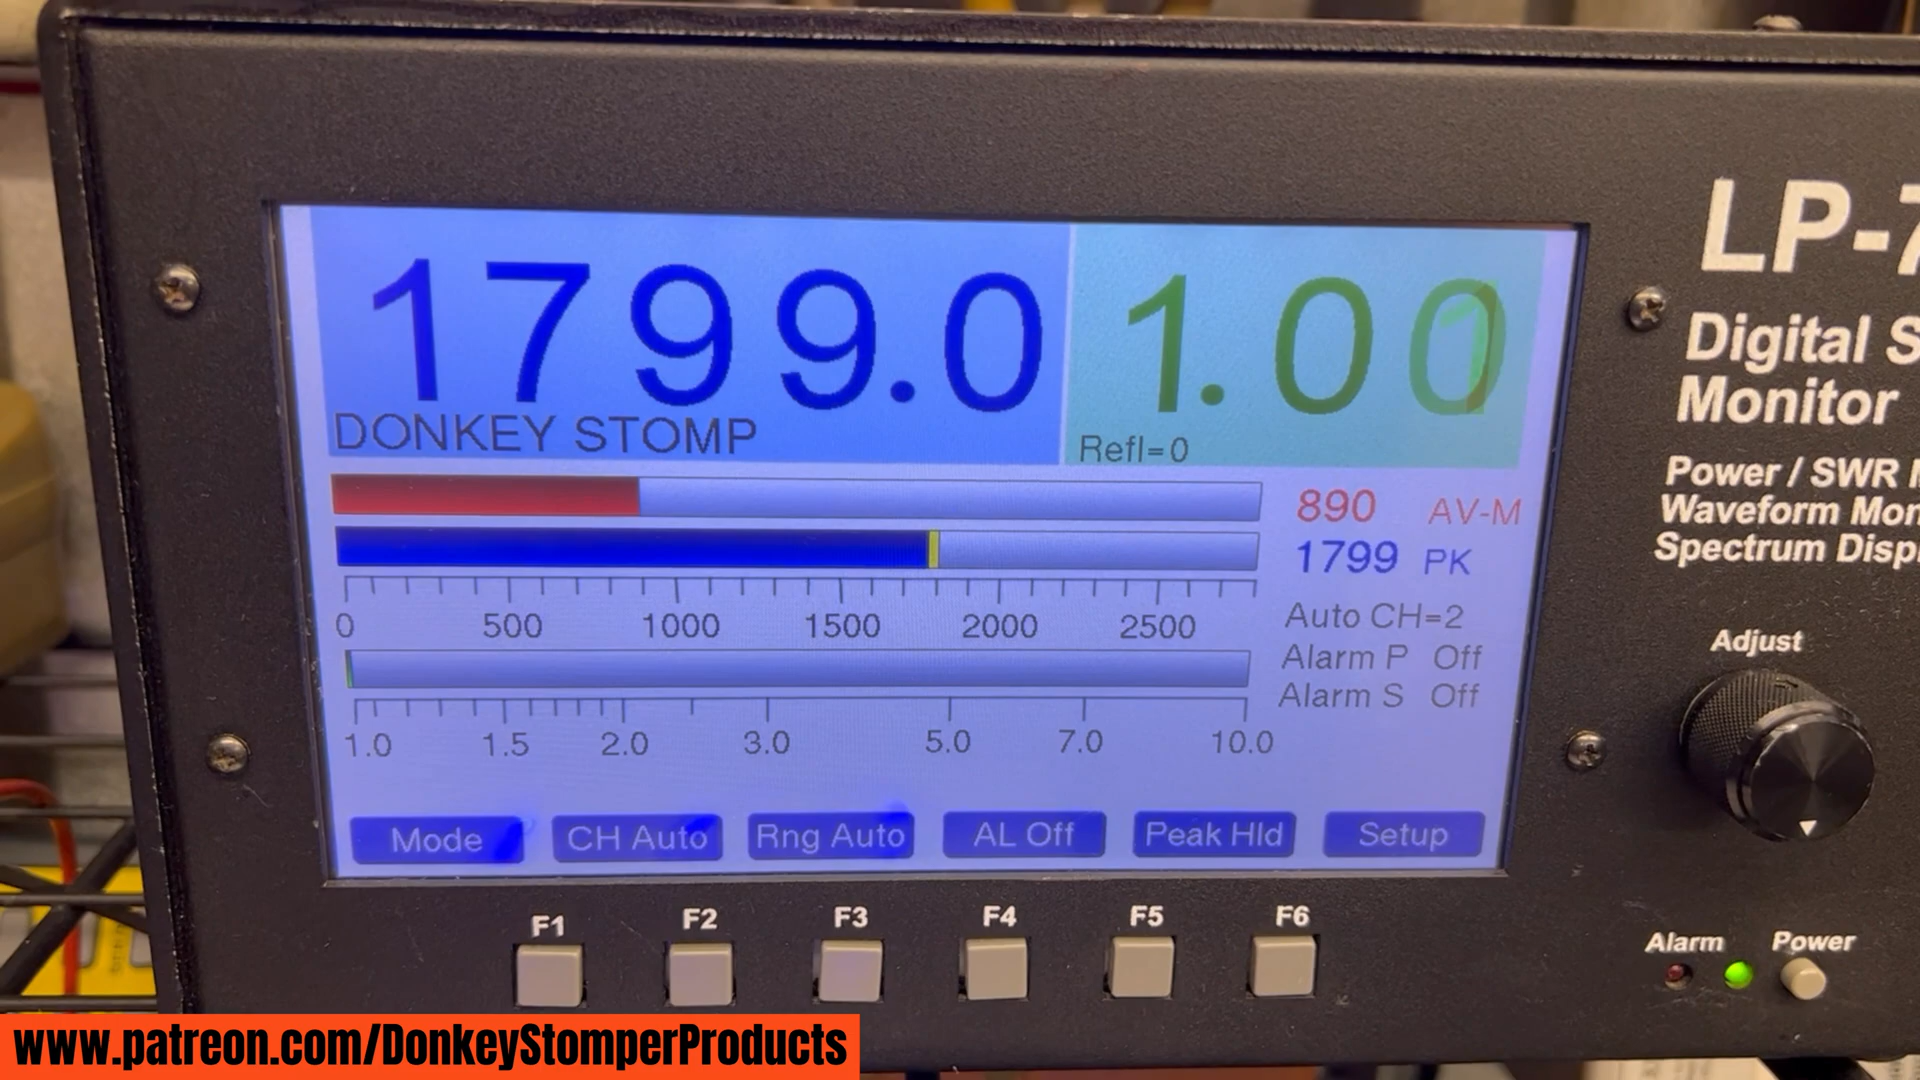 1799.0
1.00
DONKEY STOMP
Refl=0
890 AV-M
1799 PK
0 500 1000 1500 2000 2500
Auto CH=2
Alarm P Off
Alarm S Off
1.0 1.5 2.0 3.0 5.0 7.0 10.0
Mode CH Auto Rng Auto AL Off Peak Hld Setup
F1 F2 F3 F4 F5 F6
LP-7
Digital S
Monitor
Power / SWR
Waveform Mon
Spectrum Disp
Adjust
Alarm Power
www.patreon.com/DonkeyStomperProducts